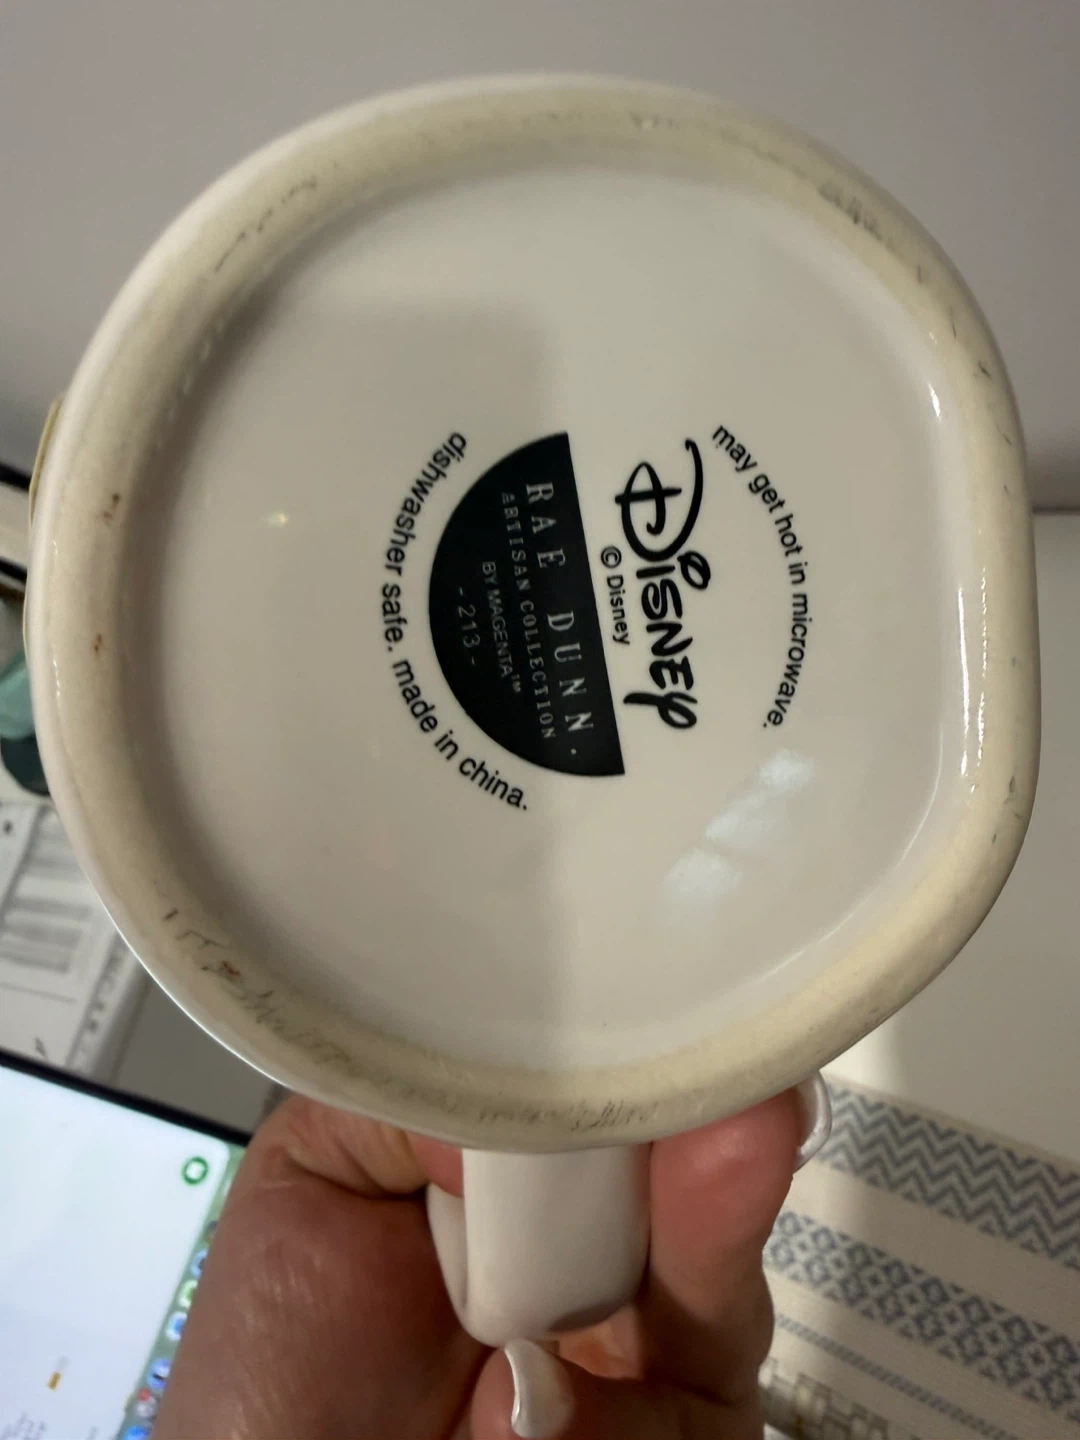 may get hot in microwave.
Disney
© Disney
RAE DUNN.
ARTISAN COLLECTION
BY MAGENTA™
- 213 -
dishwasher safe. made in china.